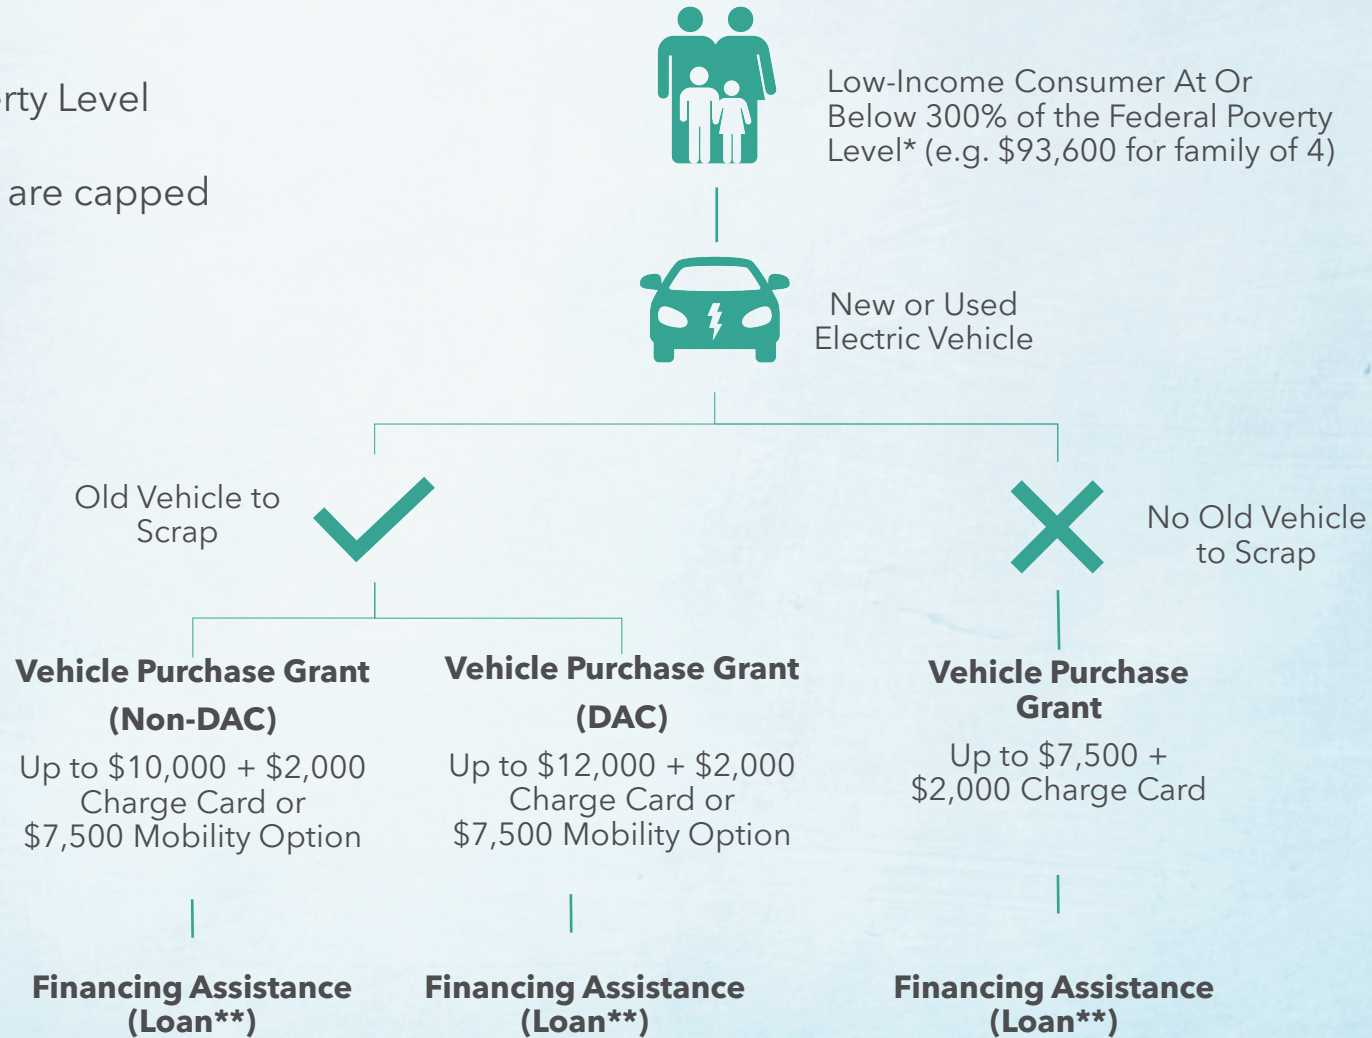 erty Level
are capped
Low-Income Consumer At Or
Below 300% of the Federal Poverty
Level* (e.g. $93,600 for family of 4)
New or Used
Electric Vehicle
Old Vehicle to
Scrap
No Old Vehicle
to Scrap
Vehicle Purchase Grant
(Non-DAC)
Up to $10,000 + $2,000
Charge Card or
$7,500 Mobility Option
Vehicle Purchase Grant
(DAC)
Up to $12,000 + $2,000
Charge Card or
$7,500 Mobility Option
Vehicle Purchase
Grant
Up to $7,500 +
$2,000 Charge Card
Financing Assistance
(Loan**)
Financing Assistance
(Loan**)
Financing Assistance
(Loan**)